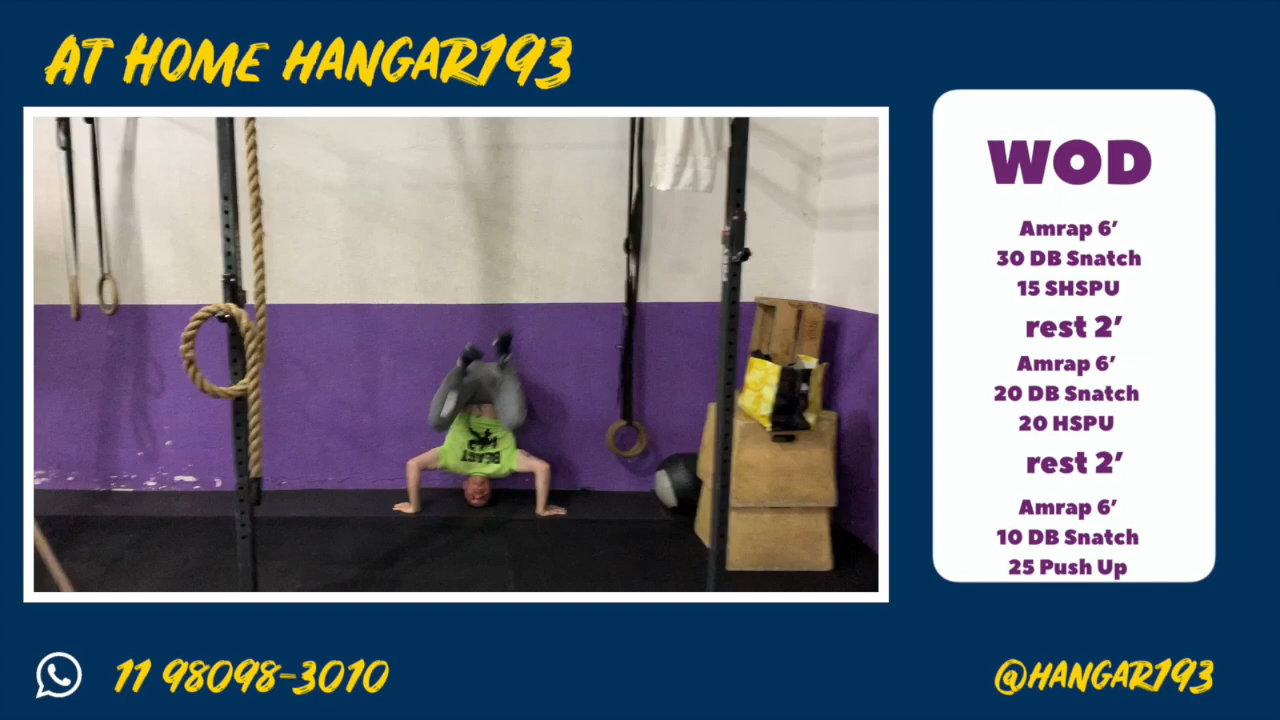 AT HOME HANGAR193
WOD
Amrap 6'
30 DB Snatch
15 SHSPU
rest 2'
Amrap 6'
20 DB Snatch
20 HSPU
rest 2'
Amrap 6'
10 DB Snatch
25 Push Up
BEAST
11 98098-3010
@HANGAR193